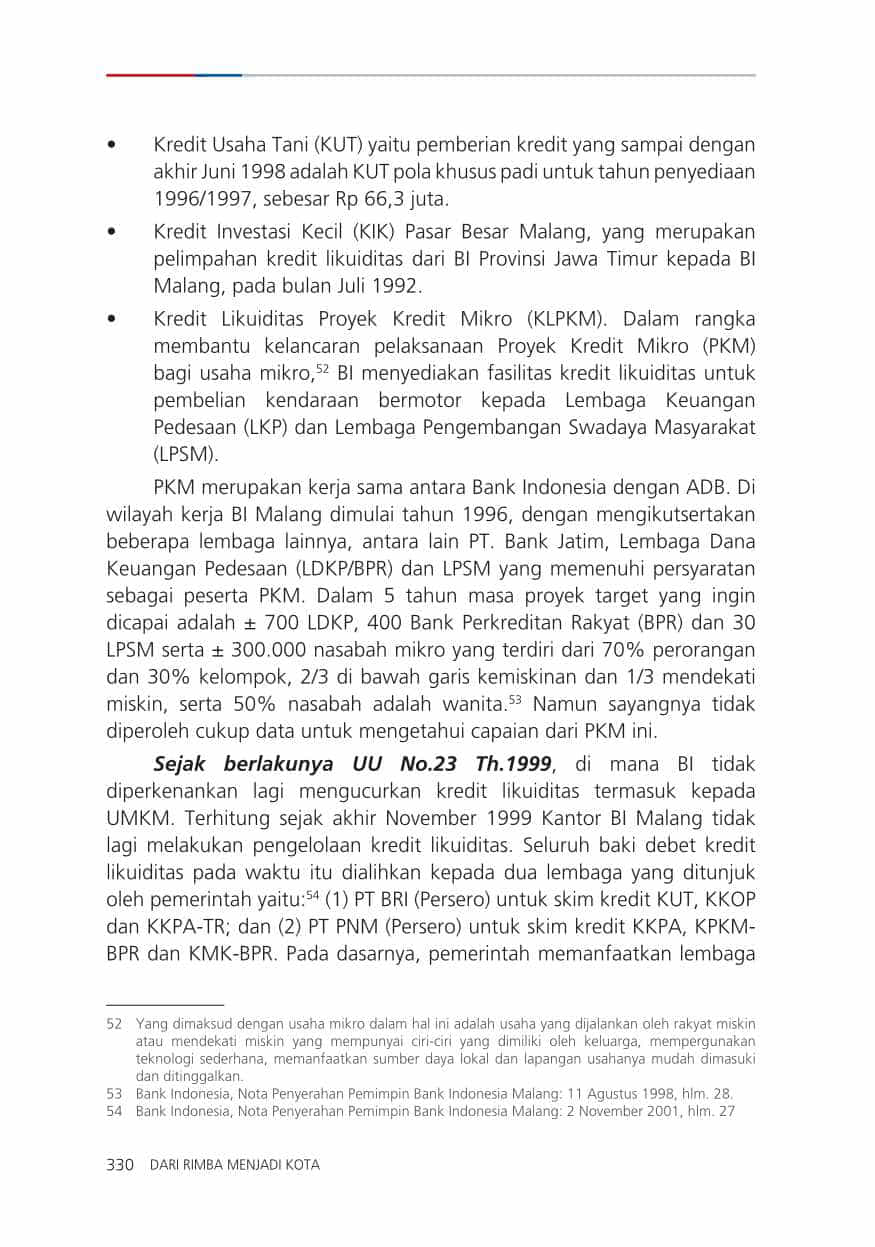 • Kredit Usaha Tani (KUT) yaitu pemberian kredit yang sampai dengan
akhir Juni 1998 adalah KUT pola khusus padi untuk tahun penyediaan
1996/1997, sebesar Rp 66,3 juta.
• Kredit Investasi Kecil (KIK) Pasar Besar Malang, yang merupakan
pelimpahan kredit likuiditas dari BI Provinsi Jawa Timur kepada BI
Malang, pada bulan Juli 1992.
• Kredit Likuiditas Proyek Kredit Mikro (KLPKM). Dalam rangka
membantu kelancaran pelaksanaan Proyek Kredit Mikro (PKM)
bagi usaha mikro,52 BI menyediakan fasilitas kredit likuiditas untuk
pembelian kendaraan bermotor kepada Lembaga Keuangan
Pedesaan (LKP) dan Lembaga Pengembangan Swadaya Masyarakat
(LPSM).
PKM merupakan kerja sama antara Bank Indonesia dengan ADB. Di
wilayah kerja BI Malang dimulai tahun 1996, dengan mengikutsertakan
beberapa lembaga lainnya, antara lain PT. Bank Jatim, Lembaga Dana
Keuangan Pedesaan (LDKP/BPR) dan LPSM yang memenuhi persyaratan
sebagai peserta PKM. Dalam 5 tahun masa proyek target yang ingin
dicapai adalah ± 700 LDKP, 400 Bank Perkreditan Rakyat (BPR) dan 30
LPSM serta ± 300.000 nasabah mikro yang terdiri dari 70% perorangan
dan 30% kelompok, 2/3 di bawah garis kemiskinan dan 1/3 mendekati
miskin, serta 50% nasabah adalah wanita.53 Namun sayangnya tidak
diperoleh cukup data untuk mengetahui capaian dari PKM ini.
Sejak berlakunya UU No.23 Th.1999, di mana BI tidak
diperkenankan lagi mengucurkan kredit likuiditas termasuk kepada
UMKM. Terhitung sejak akhir November 1999 Kantor BI Malang tidak
lagi melakukan pengelolaan kredit likuiditas. Seluruh baki debet kredit
likuiditas pada waktu itu dialihkan kepada dua lembaga yang ditunjuk
oleh pemerintah yaitu:54 (1) PT BRI (Persero) untuk skim kredit KUT, KKOP
dan KKPA-TR; dan (2) PT PNM (Persero) untuk skim kredit KKPA, KPKM-
BPR dan KMK-BPR. Pada dasarnya, pemerintah memanfaatkan lembaga
52 Yang dimaksud dengan usaha mikro dalam hal ini adalah usaha yang dijalankan oleh rakyat miskin
atau mendekati miskin yang mempunyai ciri-ciri yang dimiliki oleh keluarga, mempergunakan
teknologi sederhana, memanfaatkan sumber daya lokal dan lapangan usahanya mudah dimasuki
dan ditinggalkan.
53 Bank Indonesia, Nota Penyerahan Pemimpin Bank Indonesia Malang: 11 Agustus 1998, hlm. 28.
54 Bank Indonesia, Nota Penyerahan Pemimpin Bank Indonesia Malang: 2 November 2001, hlm. 27
330 DARI RIMBA MENJADI KOTA